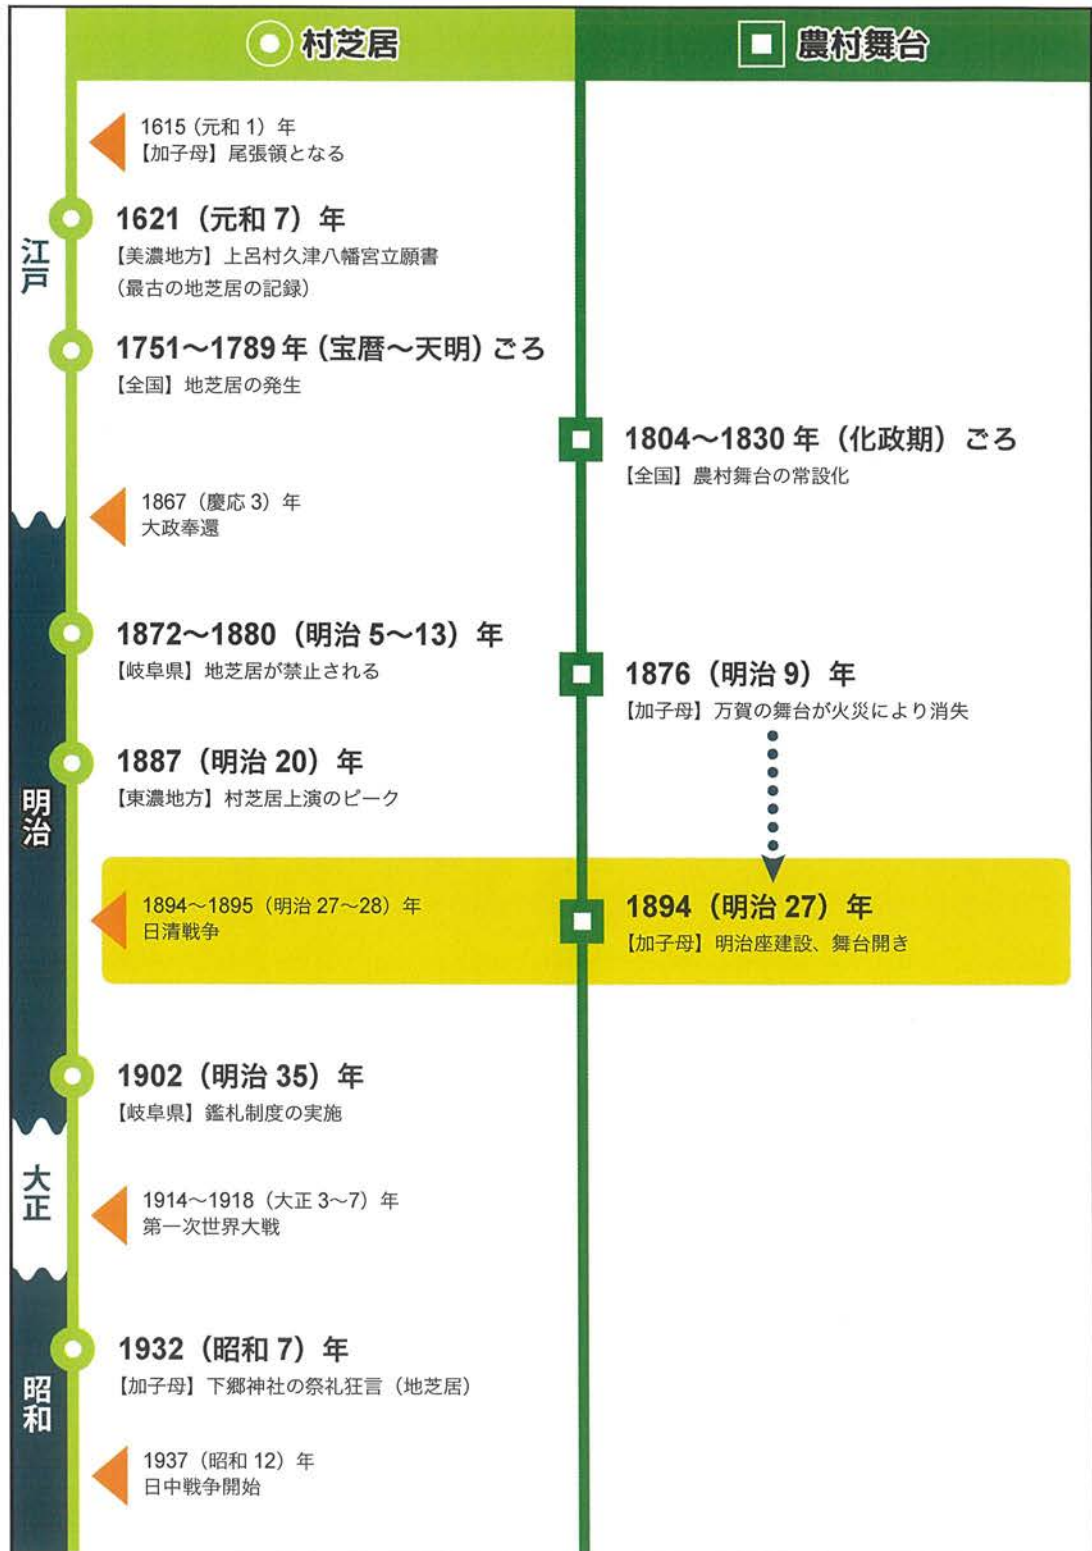 村芝居
農村舞台
江戸
1615(元和 1)年
【加子母】尾張領となる
1621(元和 7)年
【美濃地方】上呂村久津八幡宮立願書
(最古の地芝居の記録)
1751〜1789 年(宝暦〜天明)ごろ
【全国】地芝居の発生
1804〜1830 年(化政期)ごろ
【全国】農村舞台の常設化
1867(慶応 3)年
大政奉還
明治
1872〜1880(明治 5〜13)年
【岐阜県】地芝居が禁止される
1876(明治 9)年
【加子母】万賀の舞台が火災により消失
1887(明治 20)年
【東濃地方】村芝居上演のピーク
1894〜1895(明治 27〜28)年
日清戦争
1894(明治 27)年
【加子母】明治座建設、舞台開き
1902(明治 35)年
【岐阜県】鑑札制度の実施
大正
1914〜1918(大正 3〜7)年
第一次世界大戦
昭和
1932(昭和 7)年
【加子母】下郷神社の祭礼狂言(地芝居)
1937(昭和 12)年
日中戦争開始